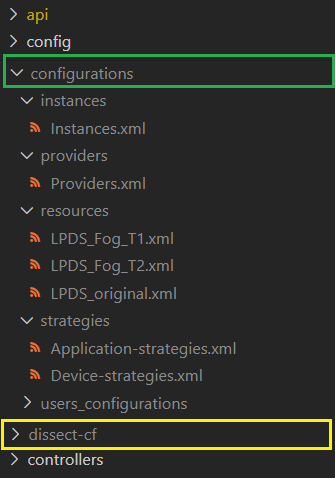 api
config
configurations
instances
Instances.xml
providers
Providers.xml
resources
LPDS_Fog_T1.xml
LPDS_Fog_T2.xml
LPDS_original.xml
strategies
Application-strategies.xml
Device-strategies.xml
users_configurations
dissect-cf
controllers